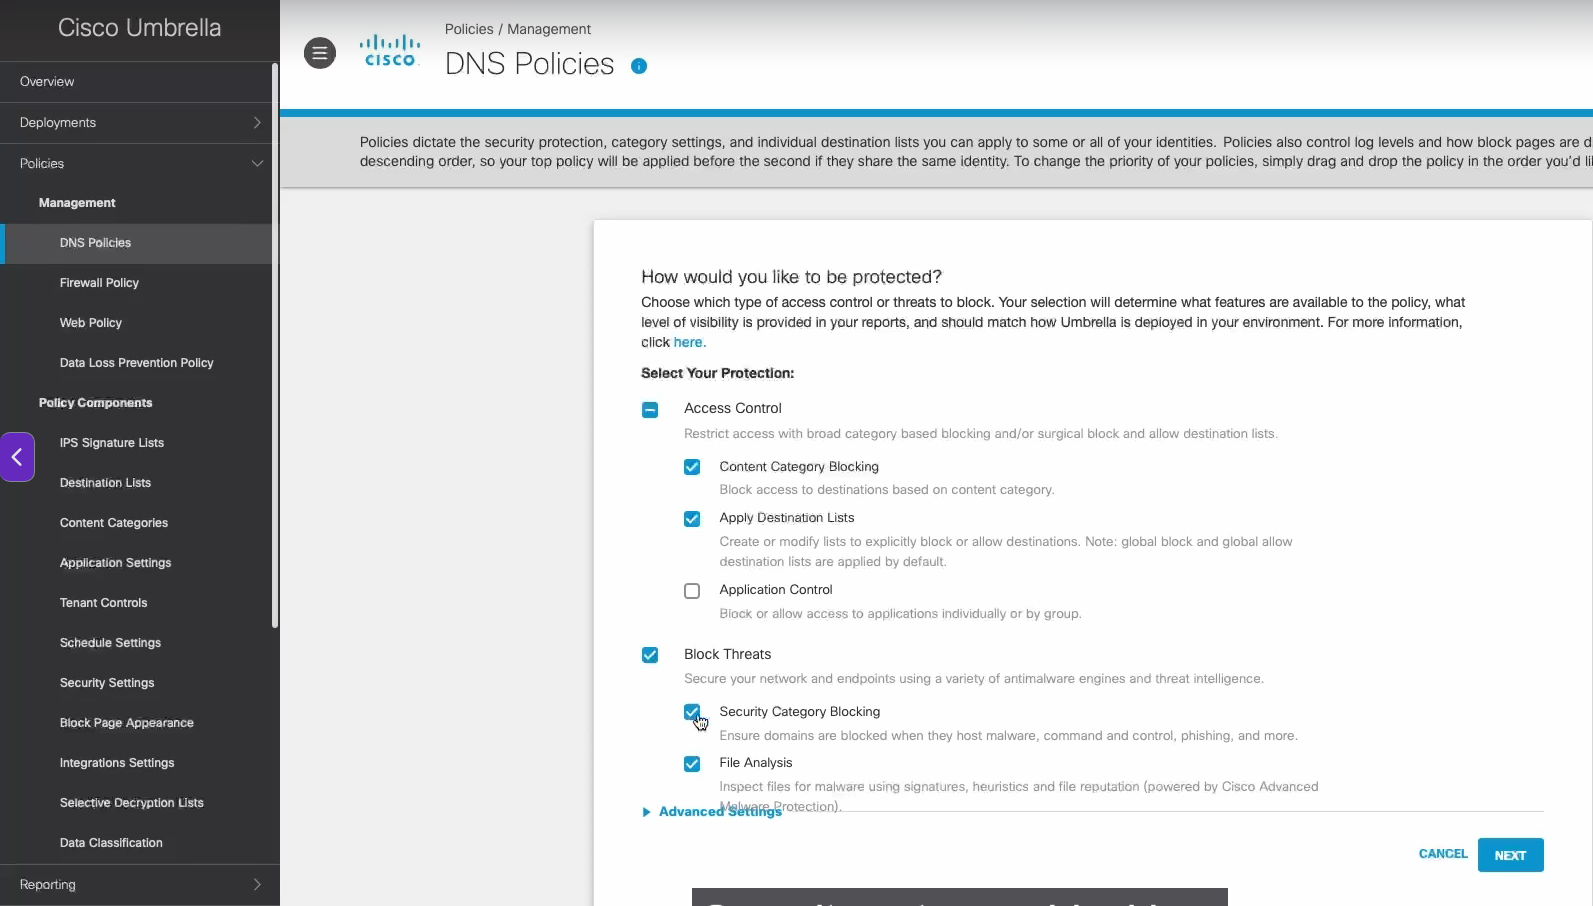 Cisco Umbrella
Overview
Deployments
Policies
Management
DNS Policies
Firewall Policy
Web Policy
Data Loss Prevention Policy
Policy Components
IPS Signature Lists
Destination Lists
Content Categories
Application Settings
Tenant Controls
Schedule Settings
Security Settings
Block Page Appearance
Integrations Settings
Selective Decryption Lists
Data Classification
Reporting
CISCO
Policies / Management
DNS Policies
Policies dictate the security protection, category settings, and individual destination lists you can apply to some or all of your identities. Policies also control log levels and how block pages are
descending order, so your top policy will be applied before the second if they share the same identity. To change the priority of your policies, simply drag and drop the policy in the order you'd
How would you like to be protected?
Choose which type of access control or threats to block. Your selection will determine what features are available to the policy, what
level of visibility is provided in your reports, and should match how Umbrella is deployed in your environment. For more information,
click here.
Select Your Protection:
Access Control
Restrict access with broad category based blocking and/or surgical block and allow destination lists.
Content Category Blocking
Block access to destinations based on content category.
Apply Destination Lists
Create or modify lists to explicitly block or allow destinations. Note: global block and global allow
destination lists are applied by default.
Application Control
Block or allow access to applications individually or by group.
Block Threats
Secure your network and endpoints using a variety of antimalware engines and threat intelligence.
Security Category Blocking
Ensure domains are blocked when they host malware, command and control, phishing, and more.
File Analysis
Inspect files for malware using signatures, heuristics and file reputation (powered by Cisco Advanced
Malware Protection).
Advanced Settings
CANCEL
NEXT